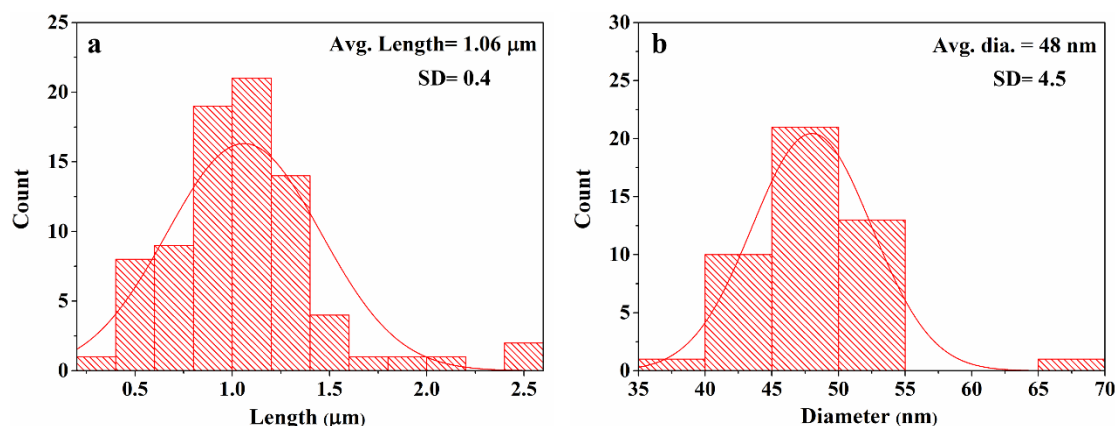 a
Avg. Length= 1.06 μm
SD= 0.4
25
20
15
10
5
0
Count
0.5 1.0 1.5 2.0 2.5
Length (μm)
b
Avg. dia. = 48 nm
SD= 4.5
30
25
20
15
10
5
0
Count
35 40 45 50 55 60 65 70
Diameter (nm)